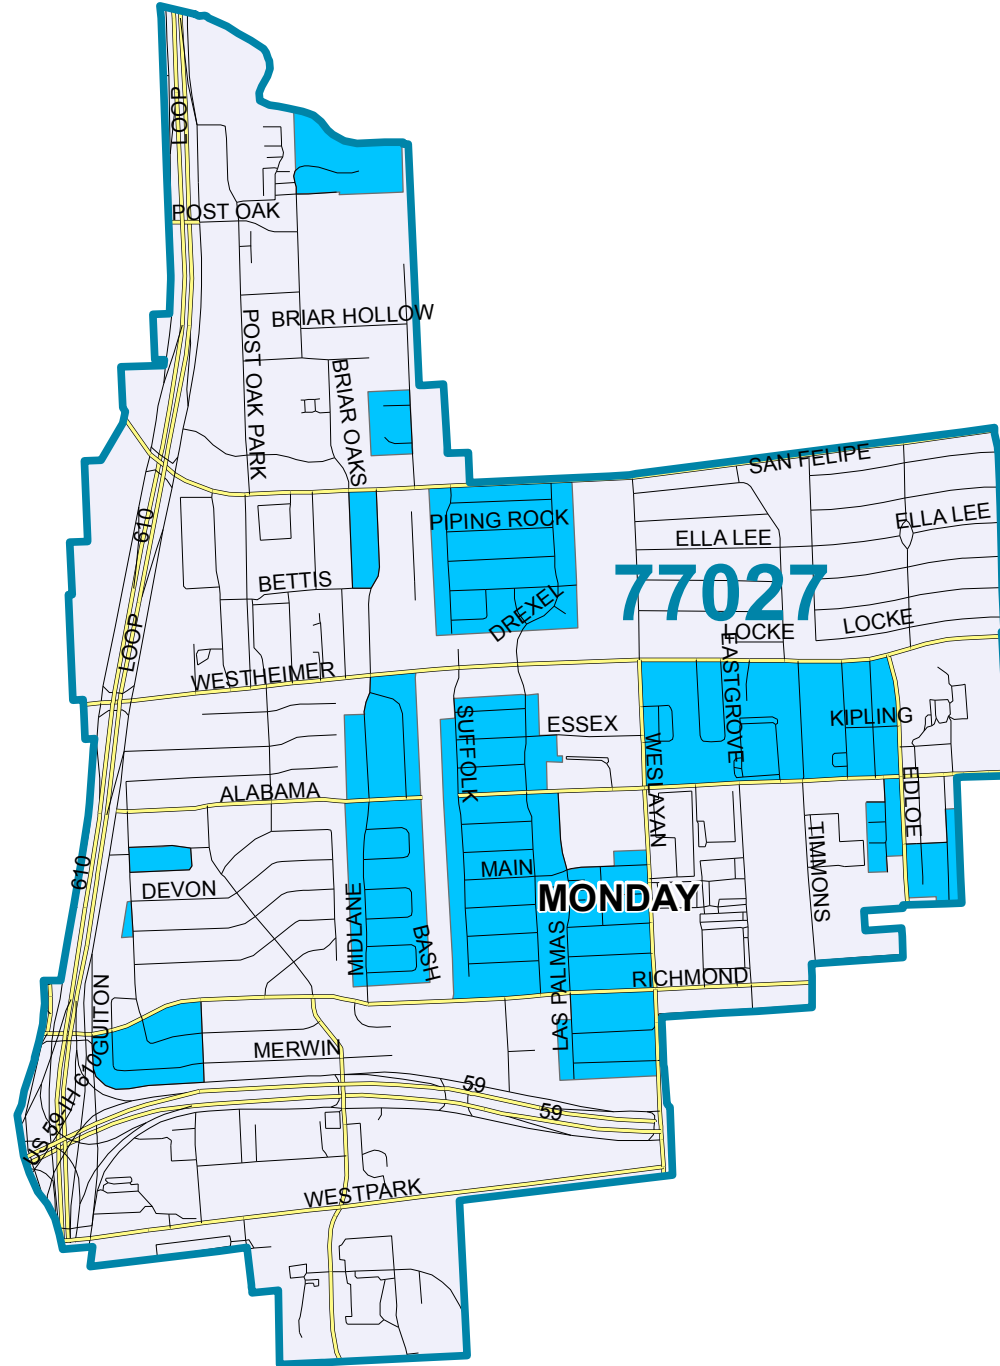 LOOP
POST OAK
BRIAR HOLLOW
POST OAK PARK
BRIAR OAKS
SAN FELIPE
610
PIPING ROCK
ELLA LEE
ELLA LEE
77027
BETTIS
DREXEL
LOCKE
LOCKE
LOOP
WESTHEIMER
EASTGROVE
SUFFOLK
ESSEX
KIPLING
WESLAYAN
ALABAMA
EDLOE
610
DEVON
MAIN
TIMMONS
MONDAY
MIDLANE
BASH
LAS PALMAS
RICHMOND
GUITON
MERWIN
US 59-IH 610
59
59
WESTPARK